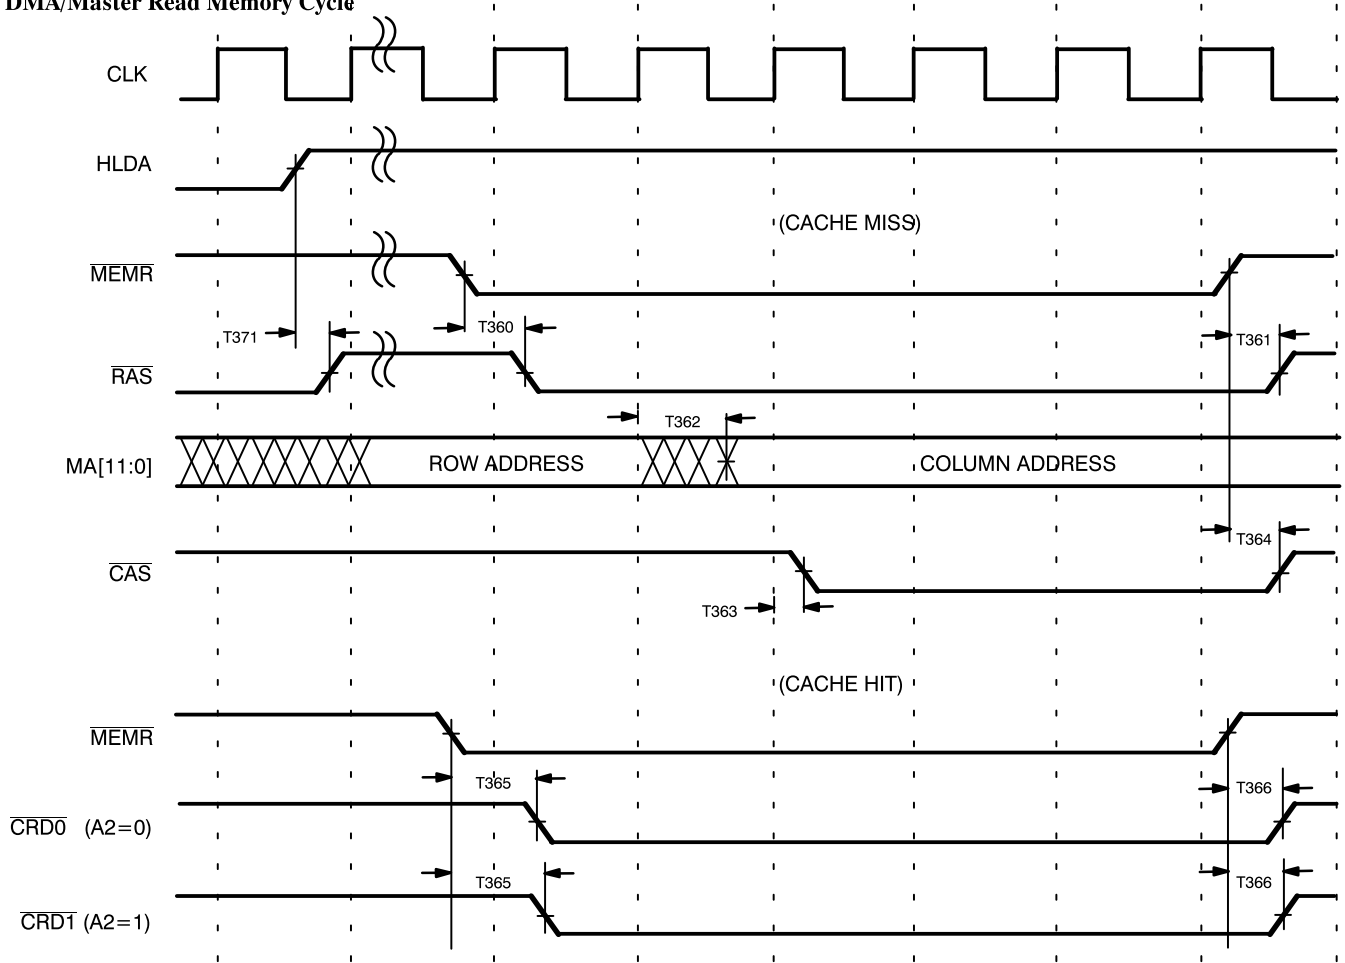 DMA/Master Read Memory Cycle
CLK
HLDA
(CACHE MISS)
MEMR
T371
T360
T361
RAS
T362
MA[11:0]
ROW ADDRESS
COLUMN ADDRESS
T364
CAS
T363
(CACHE HIT)
MEMR
T365
T366
CRD0 (A2=0)
T365
T366
CRD1 (A2=1)